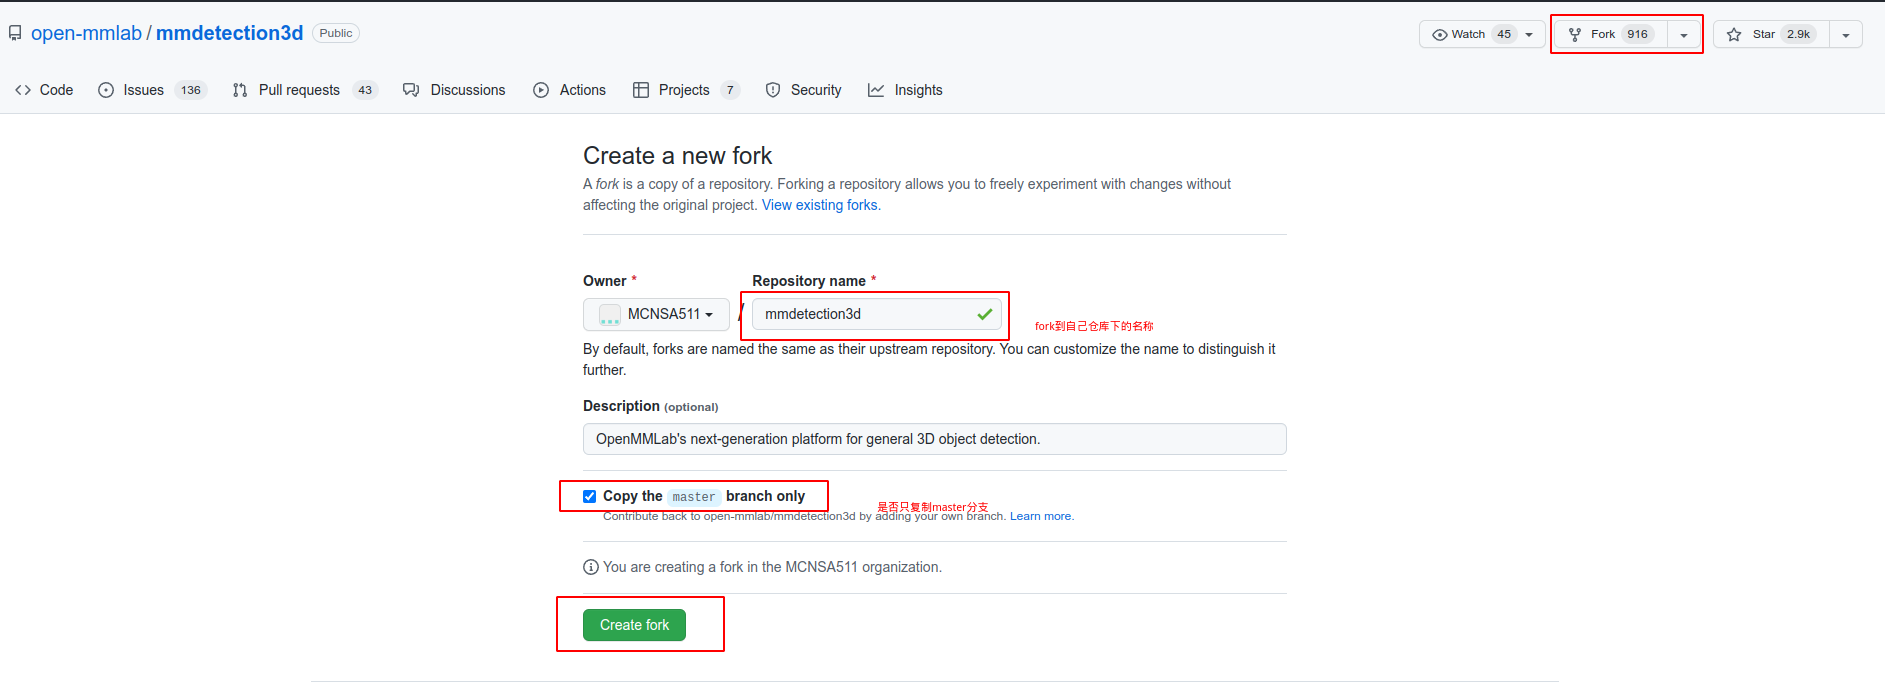 open-mmlab / mmdetection3d Public
Watch 45 Fork 916 Star 2.9k
Code Issues 136 Pull requests 43 Discussions Actions Projects 7 Security Insights
Create a new fork
A fork is a copy of a repository. Forking a repository allows you to freely experiment with changes without
affecting the original project. View existing forks.
Owner * Repository name *
MCNSA511 / mmdetection3d
fork到自己仓库下的名称
By default, forks are named the same as their upstream repository. You can customize the name to distinguish it
further.
Description (optional)
OpenMMLab's next-generation platform for general 3D object detection.
Copy the master branch only
是否只复制master分支
Contribute back to open-mmlab/mmdetection3d by adding your own branch. Learn more.
You are creating a fork in the MCNSA511 organization.
Create fork